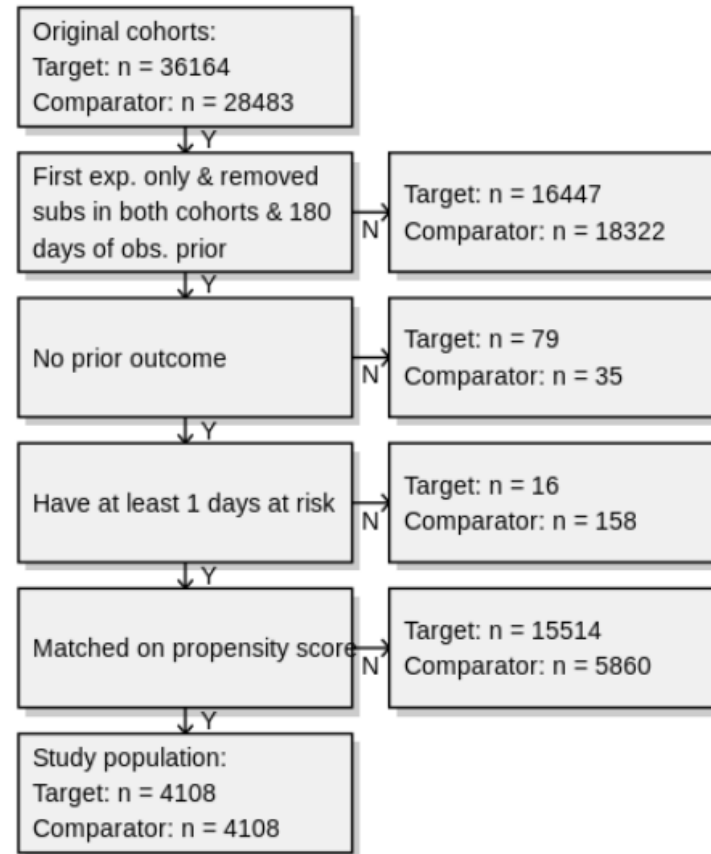 Original cohorts:
Target: n = 36164
Comparator: n = 28483
Y
First exp. only & removed
subs in both cohorts & 180
days of obs. prior
N
Target: n = 16447
Comparator: n = 18322
Y
No prior outcome
N
Target: n = 79
Comparator: n = 35
Y
Have at least 1 days at risk
N
Target: n = 16
Comparator: n = 158
Y
Matched on propensity score
N
Target: n = 15514
Comparator: n = 5860
Y
Study population:
Target: n = 4108
Comparator: n = 4108